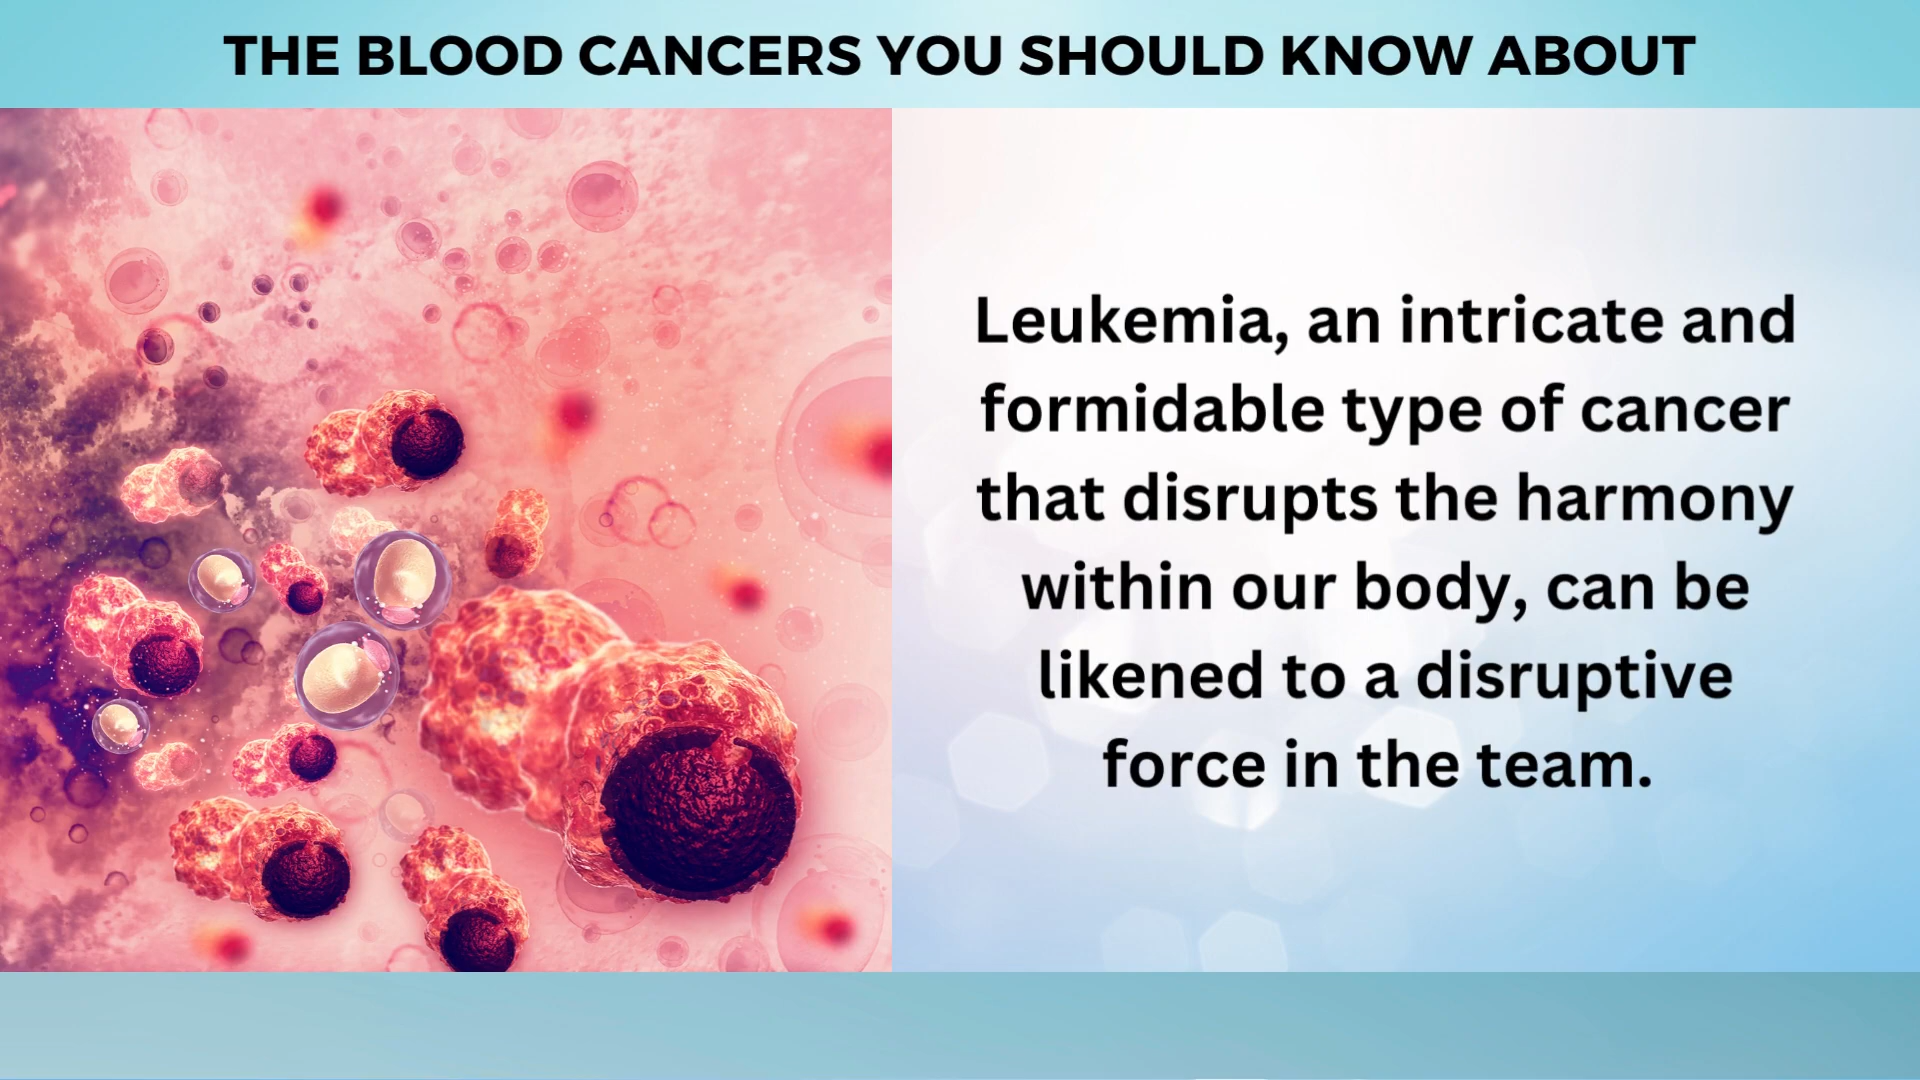 THE BLOOD CANCERS YOU SHOULD KNOW ABOUT
Leukemia, an intricate and
formidable type of cancer
that disrupts the harmony
within our body, can be
likened to a disruptive
force in the team.